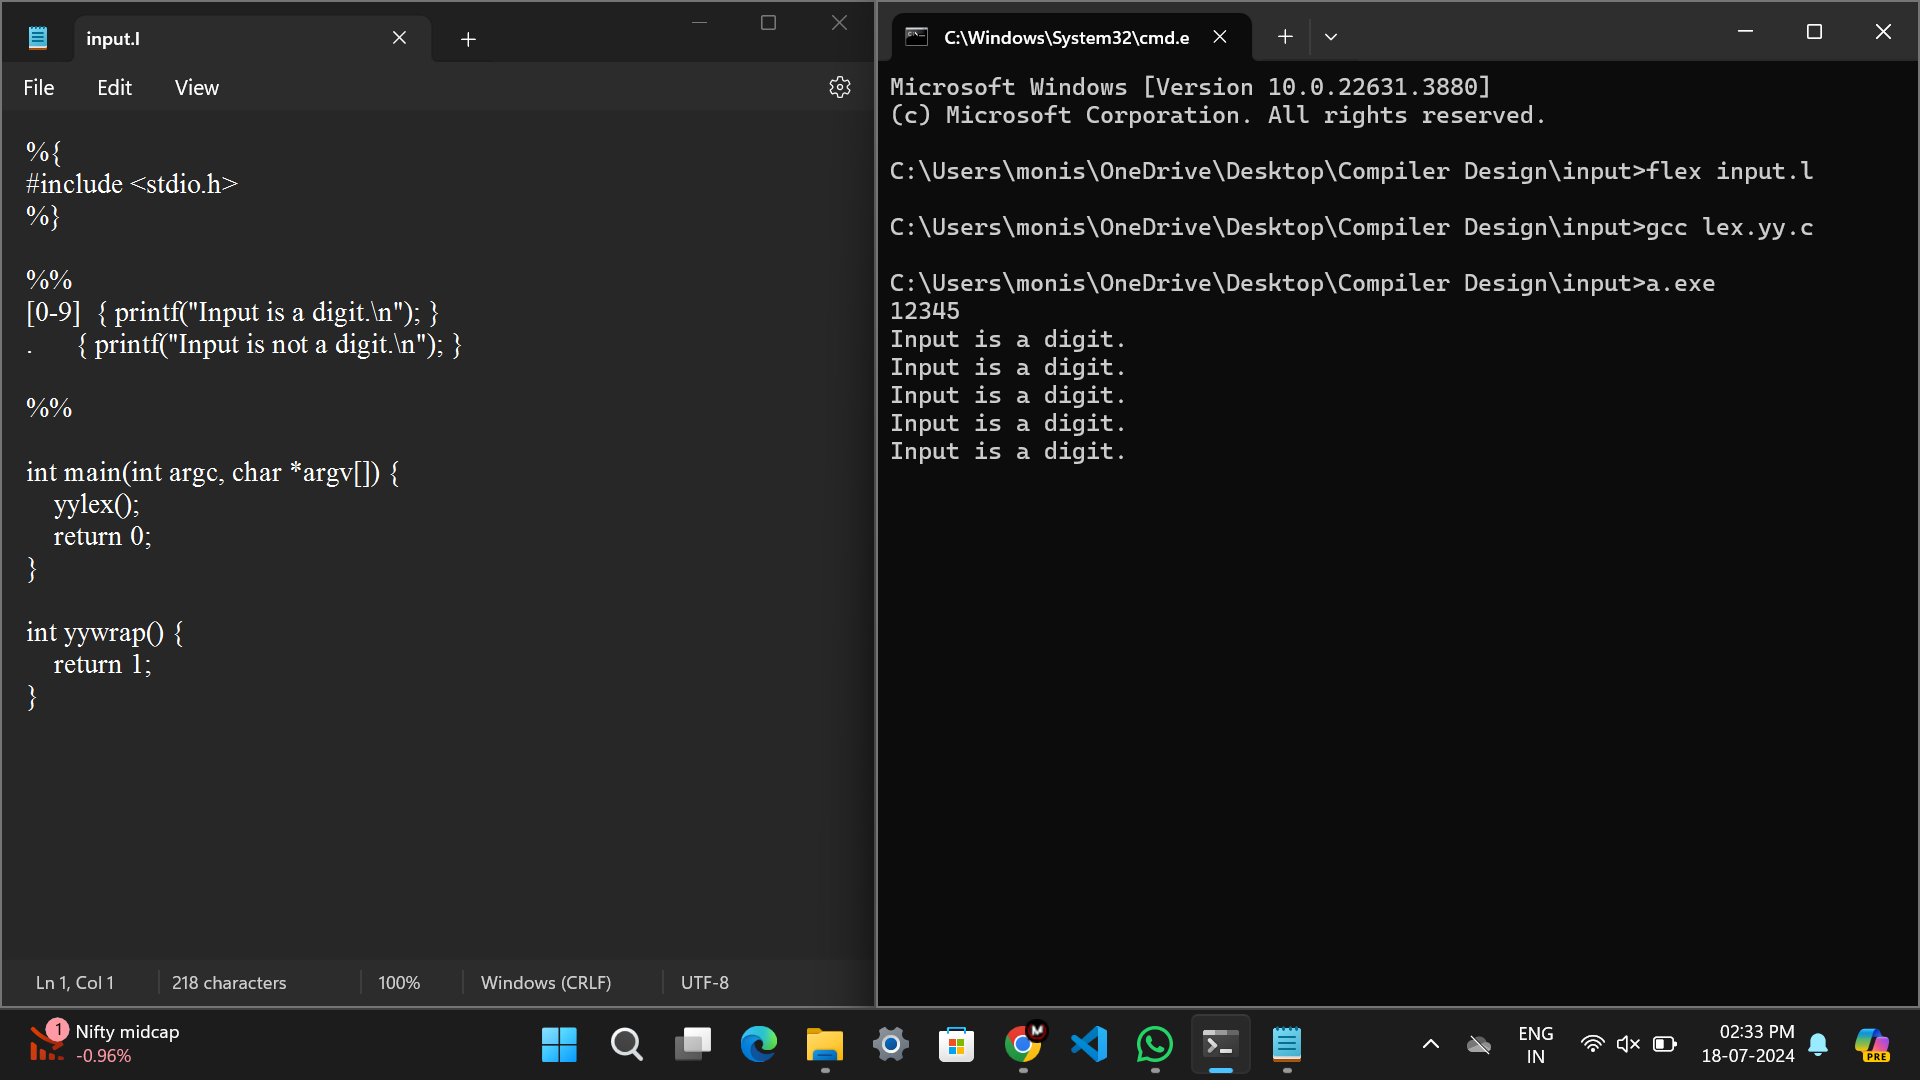 input.l
File Edit View
%{
#include <stdio.h>
%}
%%
[0-9]  { printf("Input is a digit.\n"); }
.      { printf("Input is not a digit.\n"); }
%%
int main(int argc, char *argv[]) {
    yylex();
    return 0;
}
int yywrap() {
    return 1;
}
Ln 1, Col 1 218 characters 100% Windows (CRLF) UTF-8
C:\Windows\System32\cmd.e
Microsoft Windows [Version 10.0.22631.3880]
(c) Microsoft Corporation. All rights reserved.
C:\Users\monis\OneDrive\Desktop\Compiler Design\input>flex input.l
C:\Users\monis\OneDrive\Desktop\Compiler Design\input>gcc lex.yy.c
C:\Users\monis\OneDrive\Desktop\Compiler Design\input>a.exe
12345
Input is a digit.
Input is a digit.
Input is a digit.
Input is a digit.
Input is a digit.
1
Nifty midcap
-0.96%
M
ENG
IN
02:33 PM
18-07-2024
PRE